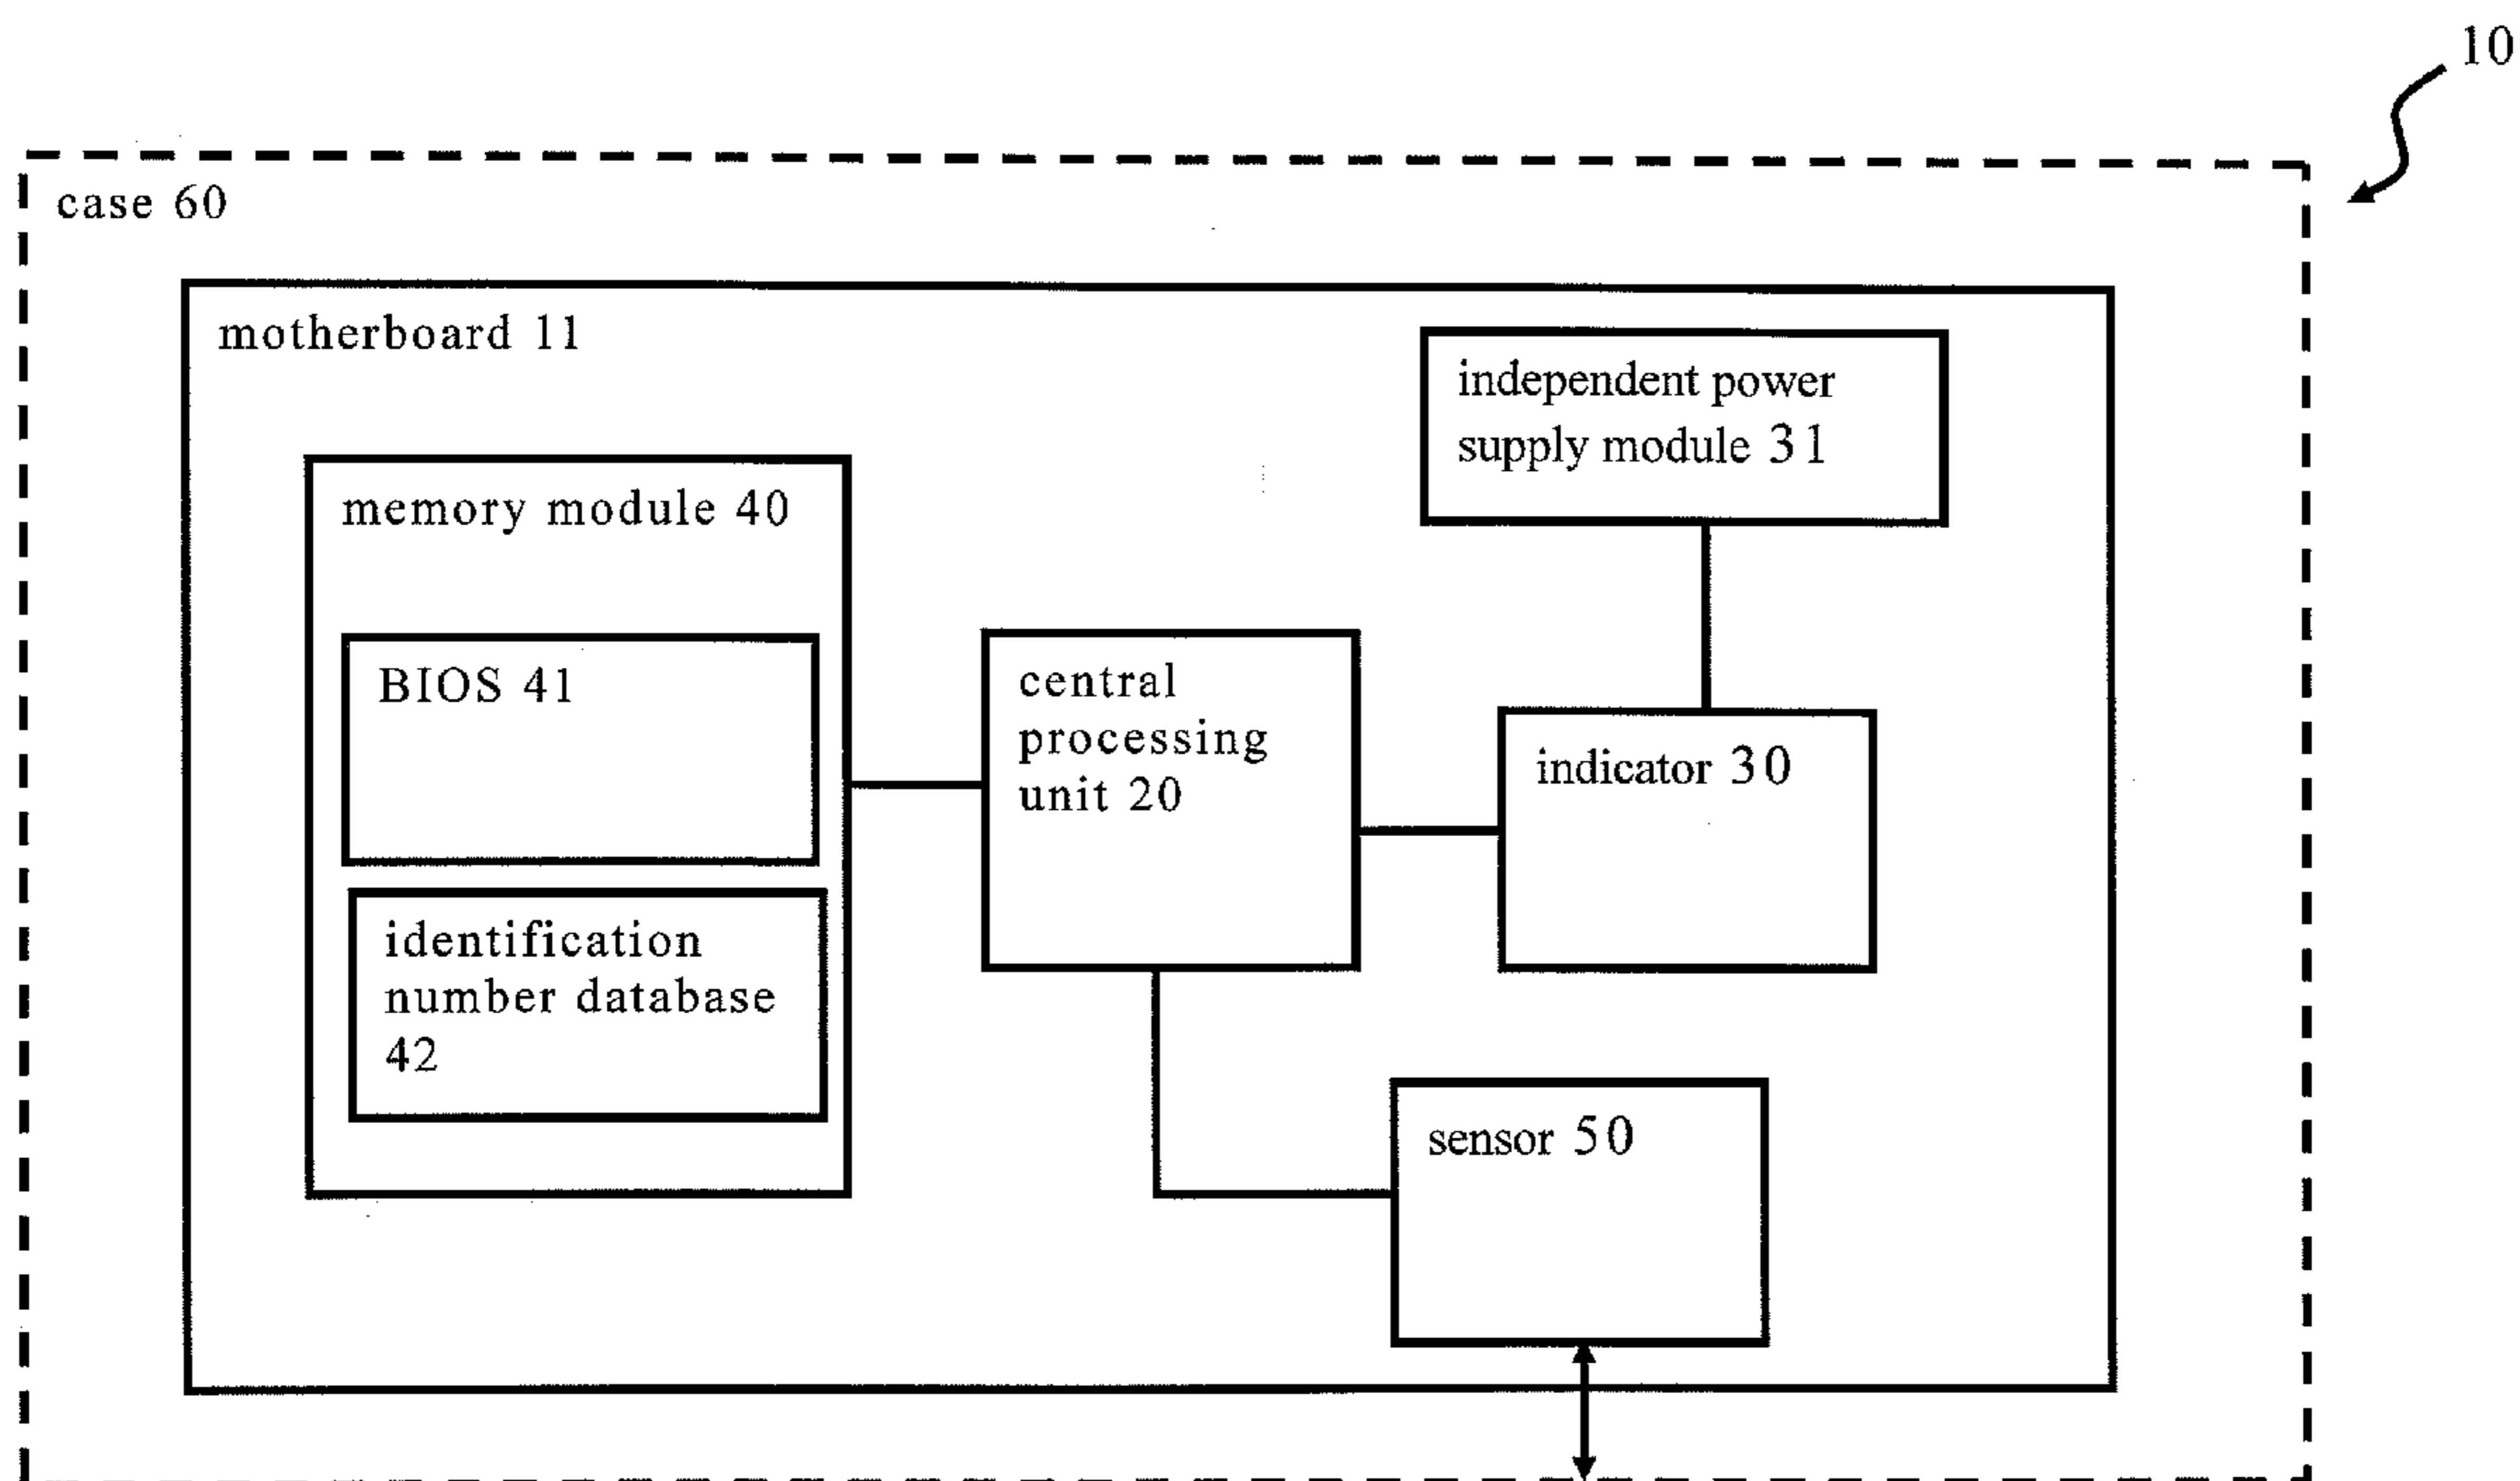 10
case 60
motherboard 11
independent power
supply module 31
memory module 40
BIOS 41
central
processing
unit 20
indicator 30
identification
number database
42
sensor 50